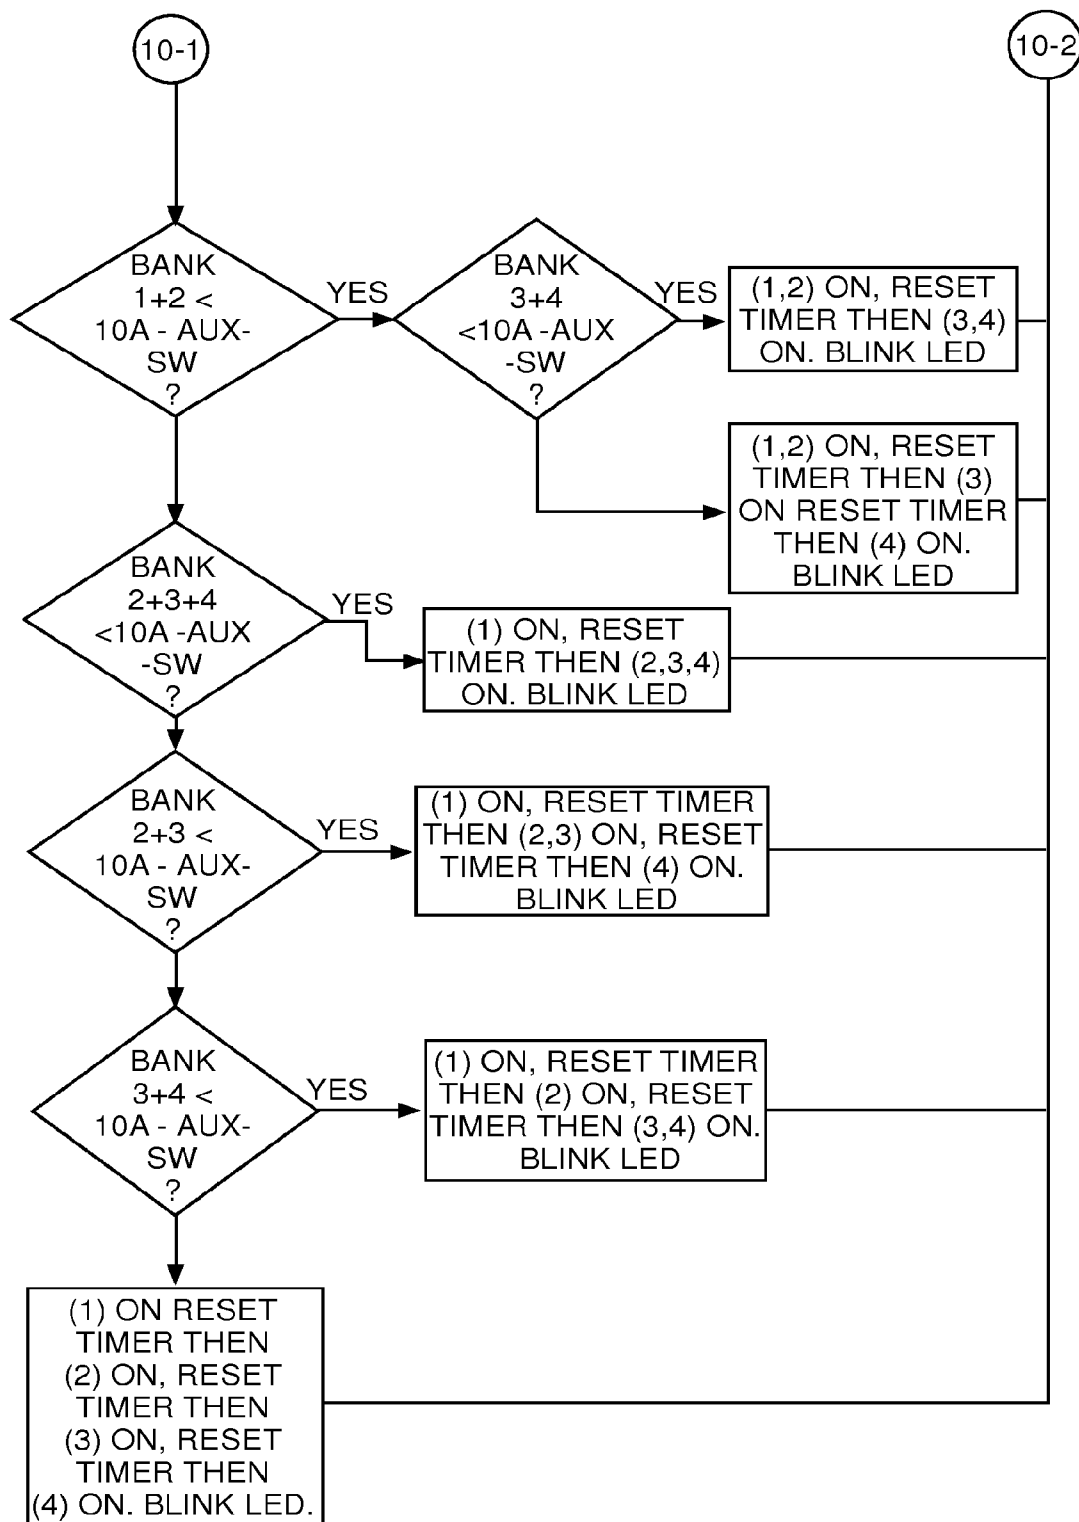 10-1
10-2
BANK
1+2 <
10A - AUX-
SW
?
YES
BANK
3+4
<10A -AUX
-SW
?
YES
(1,2) ON, RESET
TIMER THEN (3,4)
ON. BLINK LED
(1,2) ON, RESET
TIMER THEN (3)
ON RESET TIMER
THEN (4) ON.
BLINK LED
BANK
2+3+4
<10A -AUX
-SW
?
YES
(1) ON, RESET
TIMER THEN (2,3,4)
ON. BLINK LED
BANK
2+3 <
10A - AUX-
SW
?
YES
(1) ON, RESET TIMER
THEN (2,3) ON, RESET
TIMER THEN (4) ON.
BLINK LED
BANK
3+4 <
10A - AUX-
SW
?
YES
(1) ON, RESET TIMER
THEN (2) ON, RESET
TIMER THEN (3,4) ON.
BLINK LED
(1) ON RESET
TIMER THEN
(2) ON, RESET
TIMER THEN
(3) ON, RESET
TIMER THEN
(4) ON. BLINK LED.